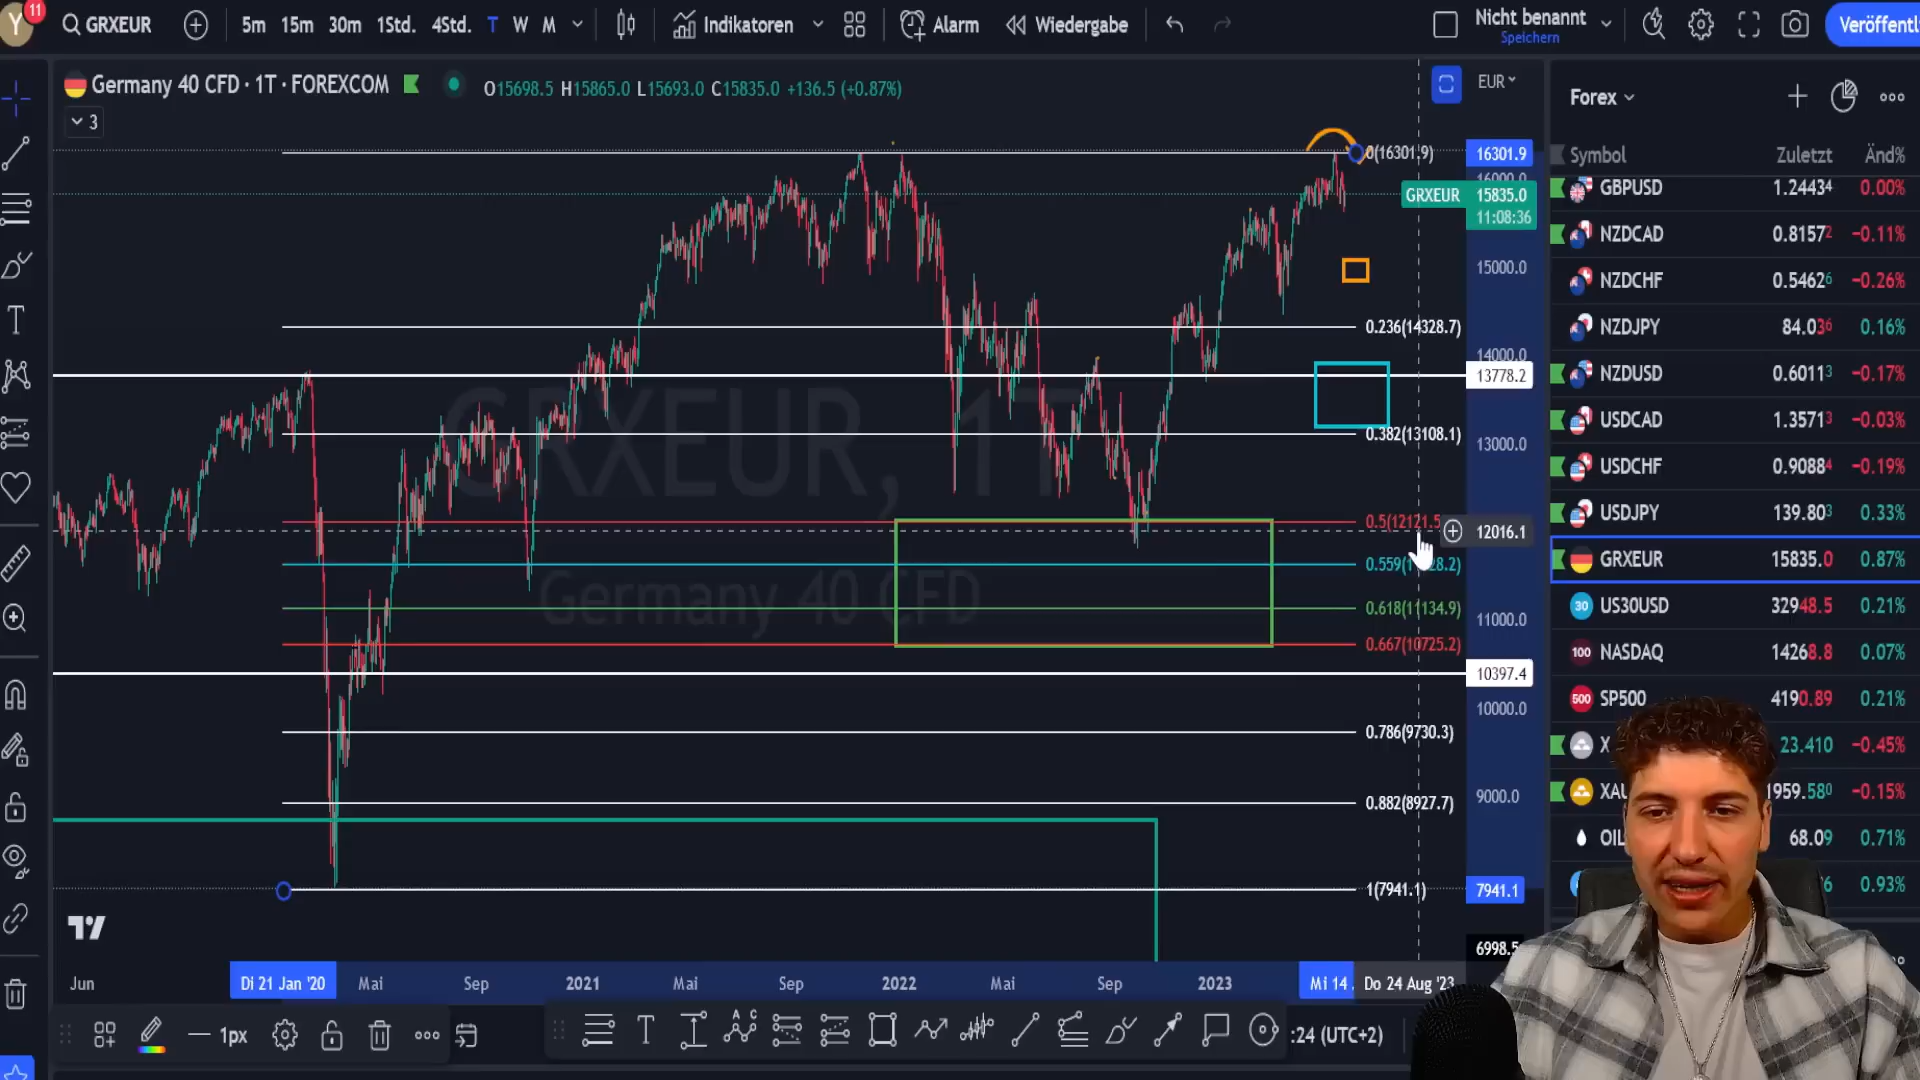 11
Y
GRXEUR
5m 15m 30m 1Std. 4Std. T W M
Indikatoren
Alarm
Wiedergabe
Nicht benannt
Speichern
Veröffentl
Germany 40 CFD · 1T · FOREXCOM
O15698.5 H15865.0 L15693.0 C15835.0 +136.5 (+0.87%)
3
EUR
GRXEUR, 1T
Germany 40 CFD
0(16301.9)
0.236(14328.7)
0.382(13108.1)
0.5(12121.5
0.618(11134.9)
0.667(10725.2)
0.786(9730.3)
0.882(8927.7)
1(7941.1)
16301.9
GRXEUR 15835.0
11:08:36
15000.0
14000.0
13778.2
13000.0
12016.1
11000.0
10397.4
10000.0
9000.0
7941.1
6998.5
Jun
Di 21 Jan '20
Mai
Sep
2021
Mai
Sep
2022
Mai
Sep
2023
Mi 14
Do 24 Aug '23
1px
:24 (UTC+2)
Forex
Symbol Zuletzt Änd%
GBPUSD 1.24434 0.00%
NZDCAD 0.81572 −0.11%
NZDCHF 0.54626 −0.26%
NZDJPY 84.036 0.16%
NZDUSD 0.60113 −0.17%
USDCAD 1.35713 −0.03%
USDCHF 0.90884 −0.19%
USDJPY 139.803 0.33%
GRXEUR 15835.0 0.87%
30 US30USD 32948.5 0.21%
100 NASDAQ 14268.8 0.07%
500 SP500 4190.89 0.21%
X 23.410 −0.45%
XAU 1959.580 −0.15%
OIL 68.09 0.71%
6 0.93%